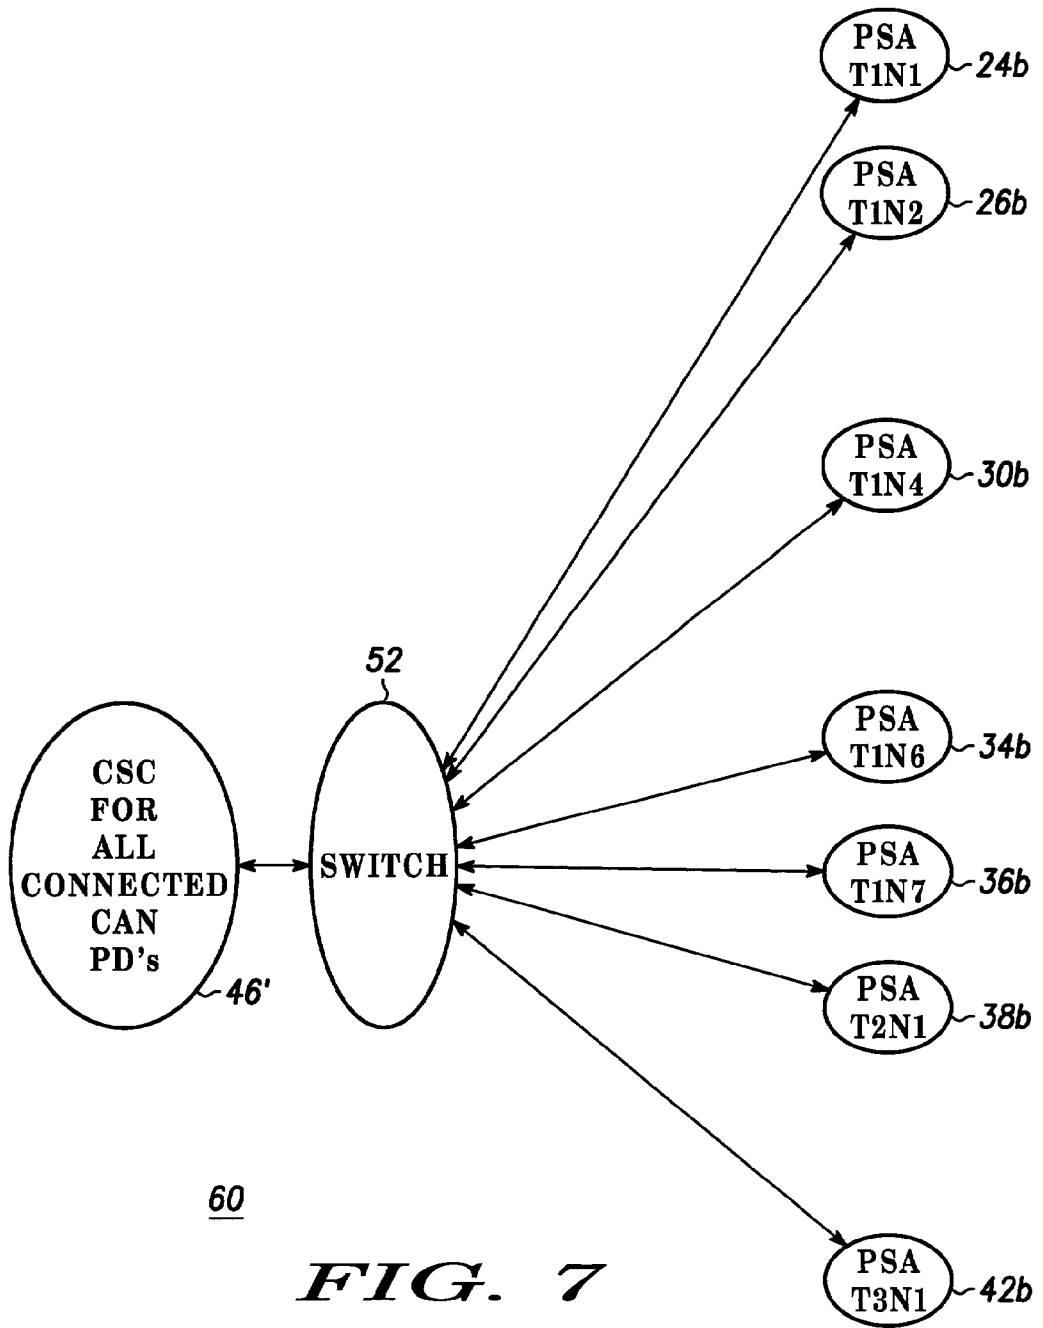 PSA
T1N1
24b
PSA
T1N2
26b
PSA
T1N4
30b
52
PSA
T1N6
34b
CSC
FOR
ALL
CONNECTED
CAN
PD's
46'
SWITCH
PSA
T1N7
36b
PSA
T2N1
38b
60
PSA
T3N1
42b
FIG. 7